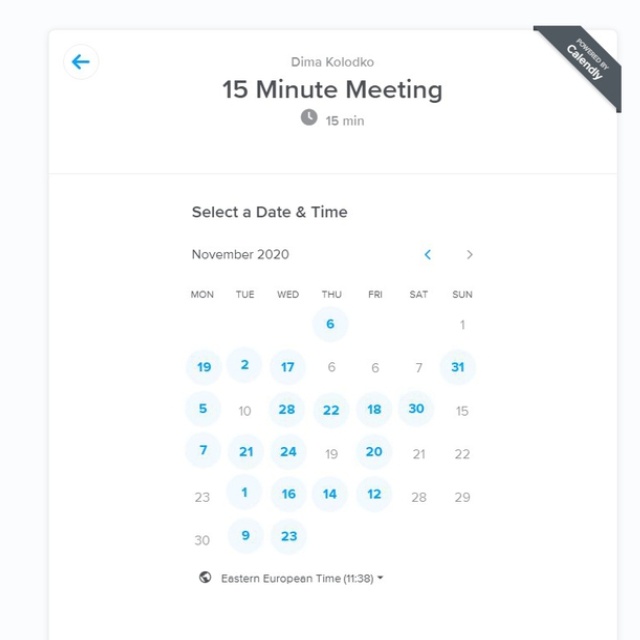 POWERED BY
Calendly
Dima Kolodko
15 Minute Meeting
15 min
Select a Date & Time
November 2020
MON TUE WED THU FRI SAT SUN
6 1
19 2 17 6 6 7 31
5 10 28 22 18 30 15
7 21 24 19 20 21 22
23 1 16 14 12 28 29
30 9 23
Eastern European Time (11:38)